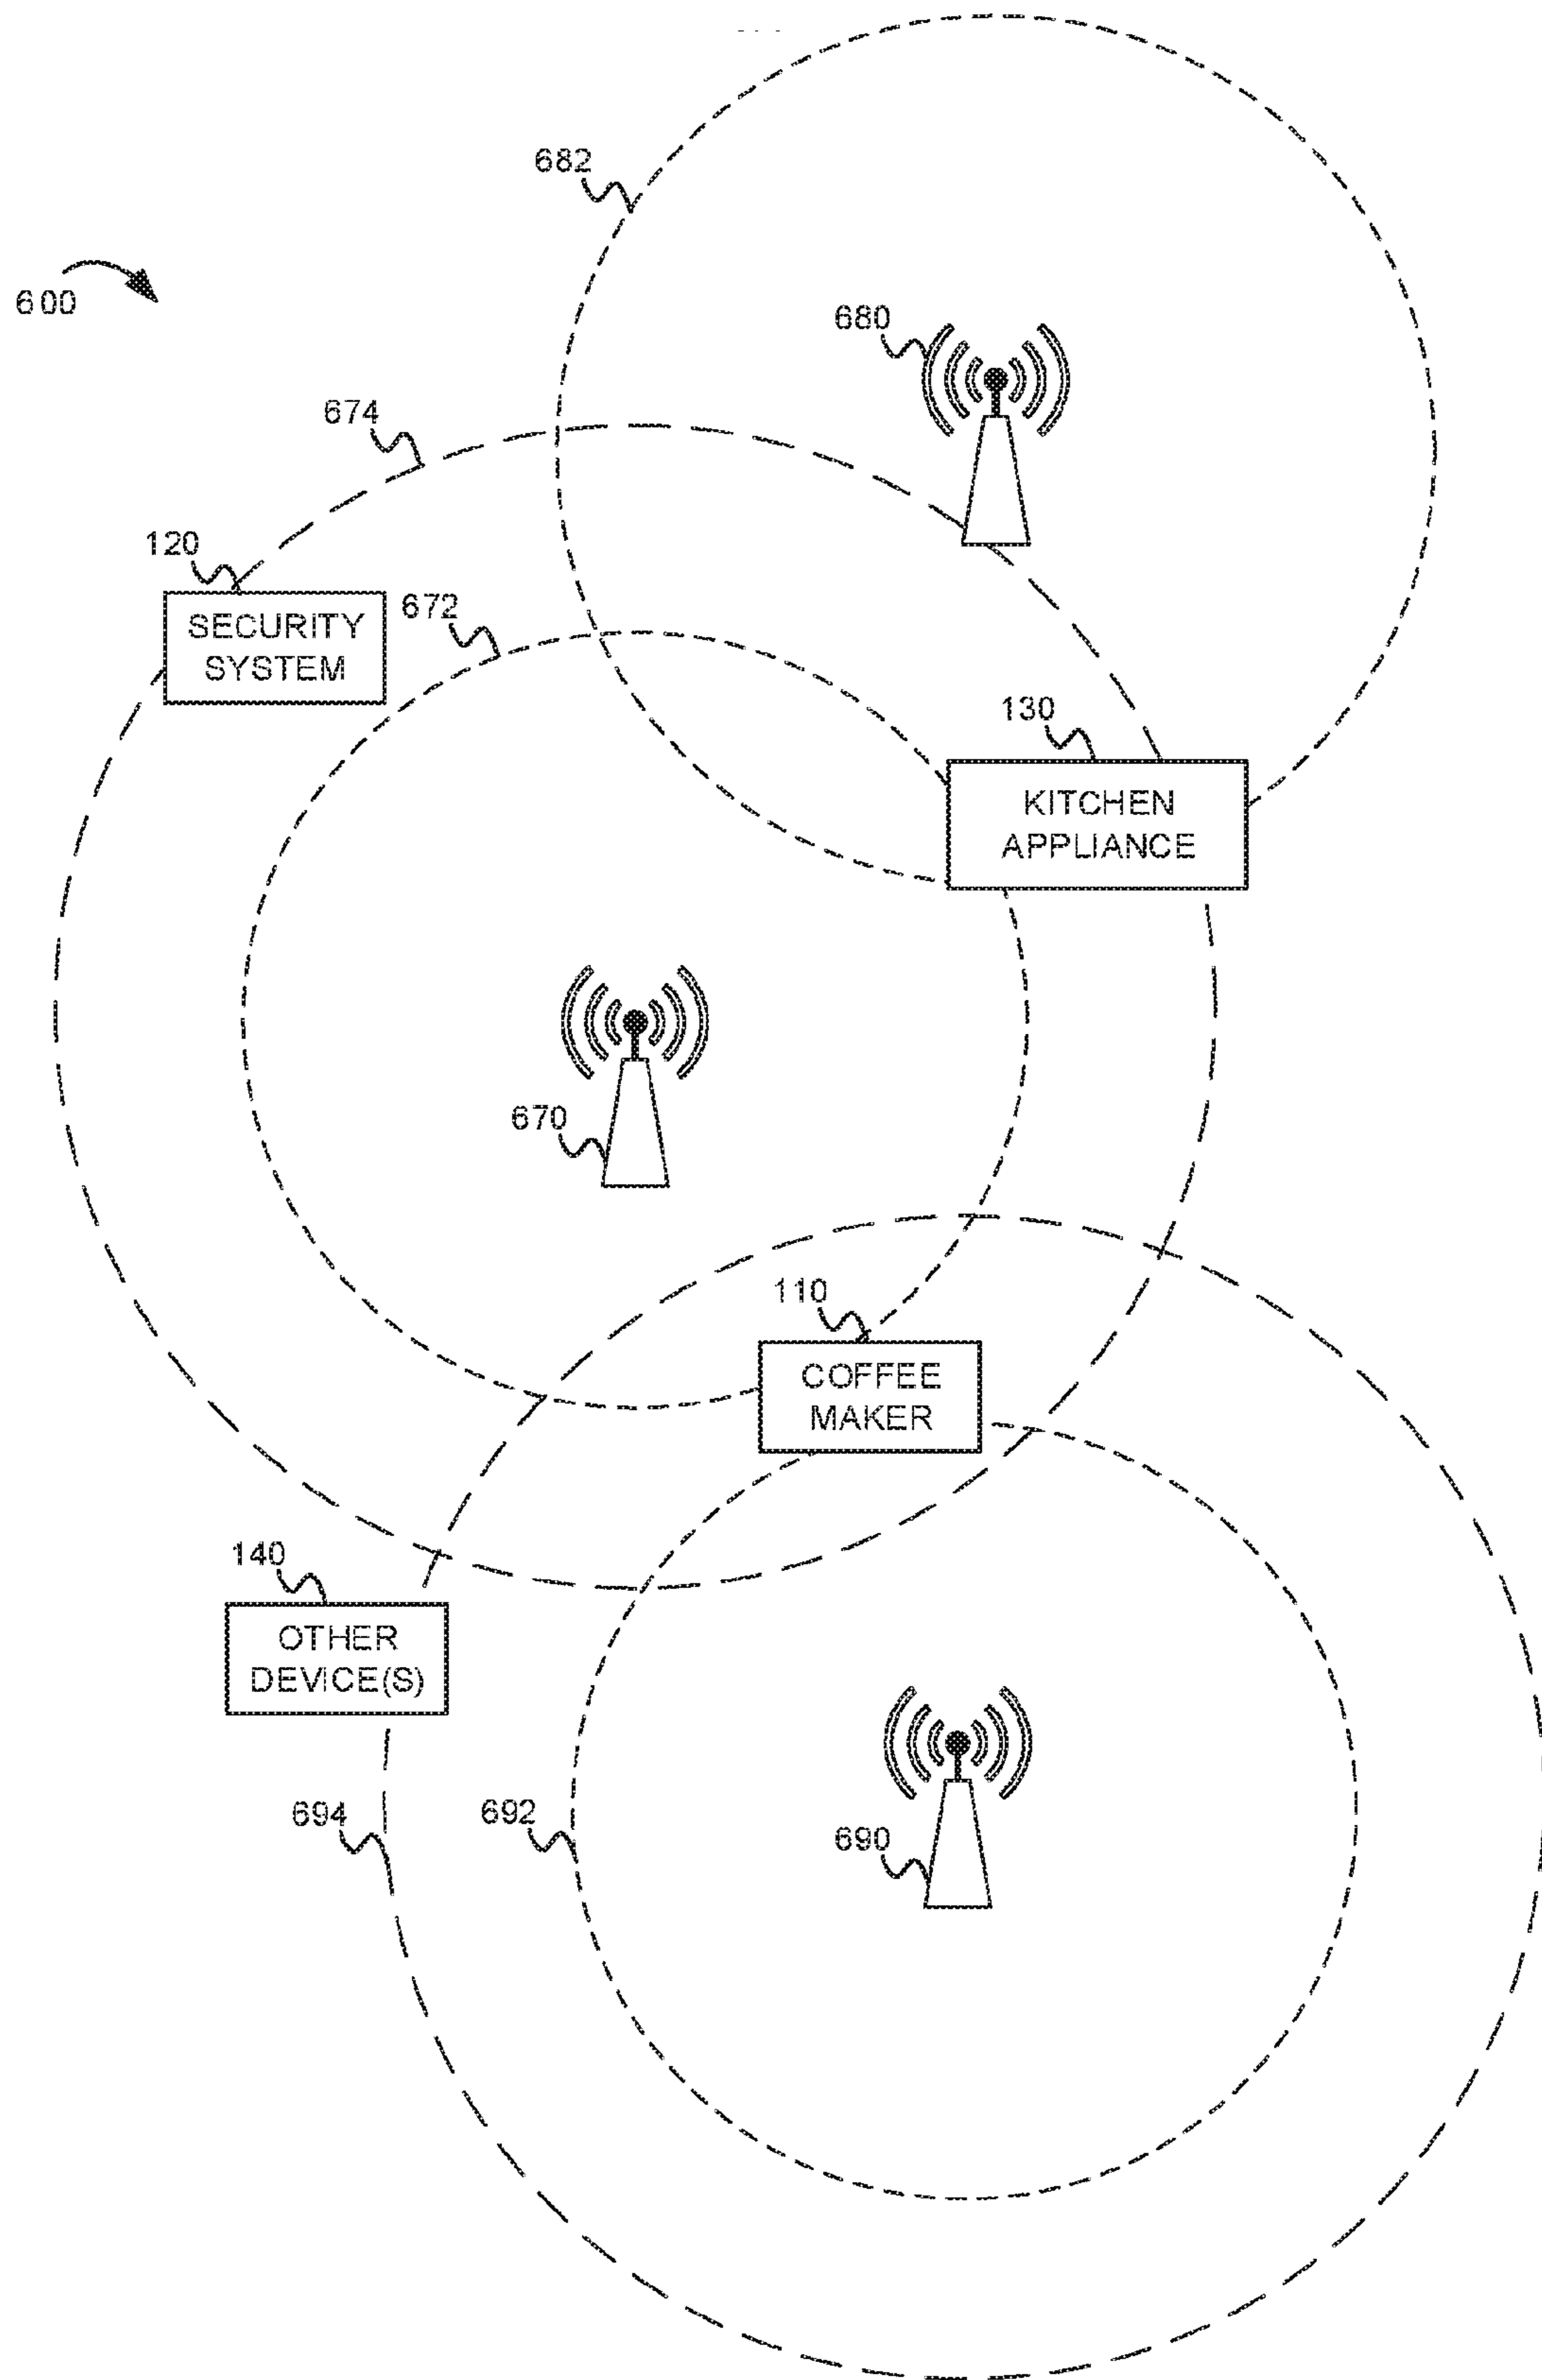 682
600
680
674
120
SECURITY
SYSTEM
672
130
KITCHEN
APPLIANCE
670
110
COFFEE
MAKER
140
OTHER
DEVICE(S)
694
692
690